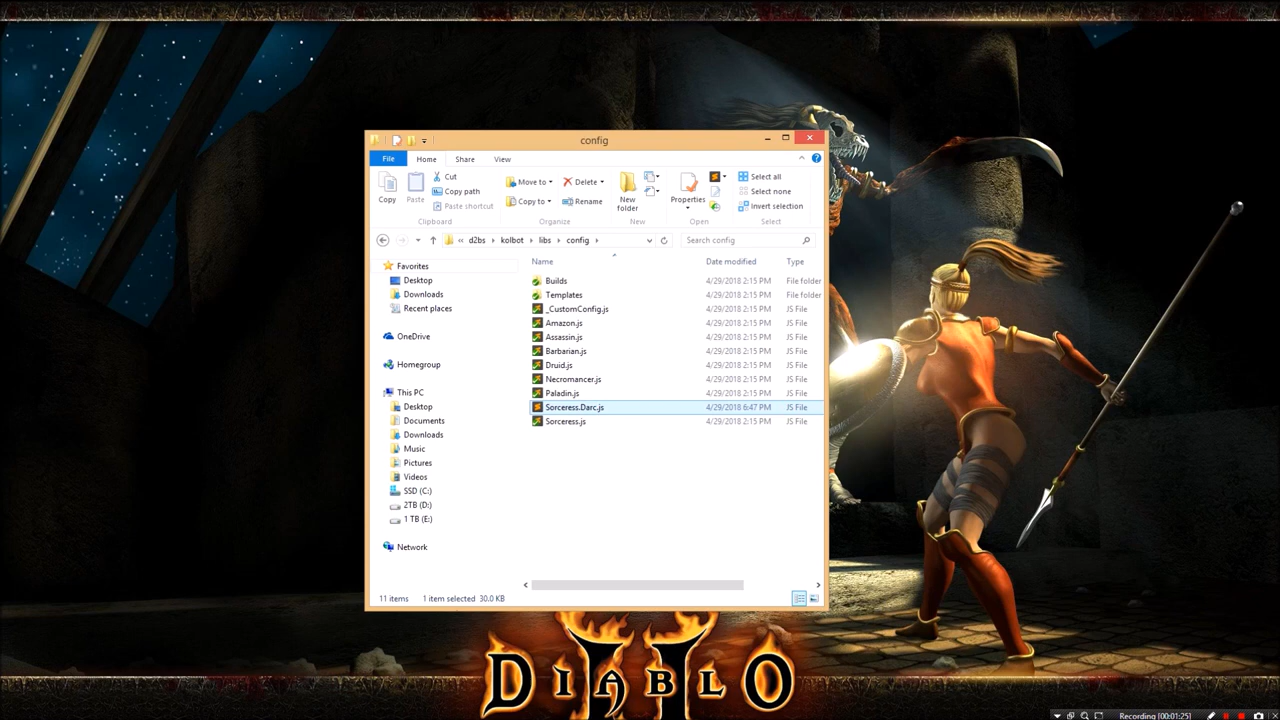 config
File Home Share View
Copy
Paste
Cut
Copy path
Paste shortcut
Clipboard
Move to
Copy to
Delete
Rename
Organize
New folder
New
Properties
Open
Select all
Select none
Invert selection
Select
« d2bs kolbot libs config
Search config
Favorites
Desktop
Downloads
Recent places
OneDrive
Homegroup
This PC
Desktop
Documents
Downloads
Music
Pictures
Videos
SSD (C:)
2TB (D:)
1 TB (E:)
Network
Name Date modified Type
Builds 4/29/2018 2:15 PM File folder
Templates 4/29/2018 2:15 PM File folder
_CustomConfig.js 4/29/2018 2:15 PM JS File
Amazon.js 4/29/2018 2:15 PM JS File
Assassin.js 4/29/2018 2:15 PM JS File
Barbarian.js 4/29/2018 2:15 PM JS File
Druid.js 4/29/2018 2:15 PM JS File
Necromancer.js 4/29/2018 2:15 PM JS File
Paladin.js 4/29/2018 2:15 PM JS File
Sorceress.Darc.js 4/29/2018 6:47 PM JS File
Sorceress.js 4/29/2018 2:15 PM JS File
11 items 1 item selected 30.0 KB
DIABLO II
Recording [00:01:25]